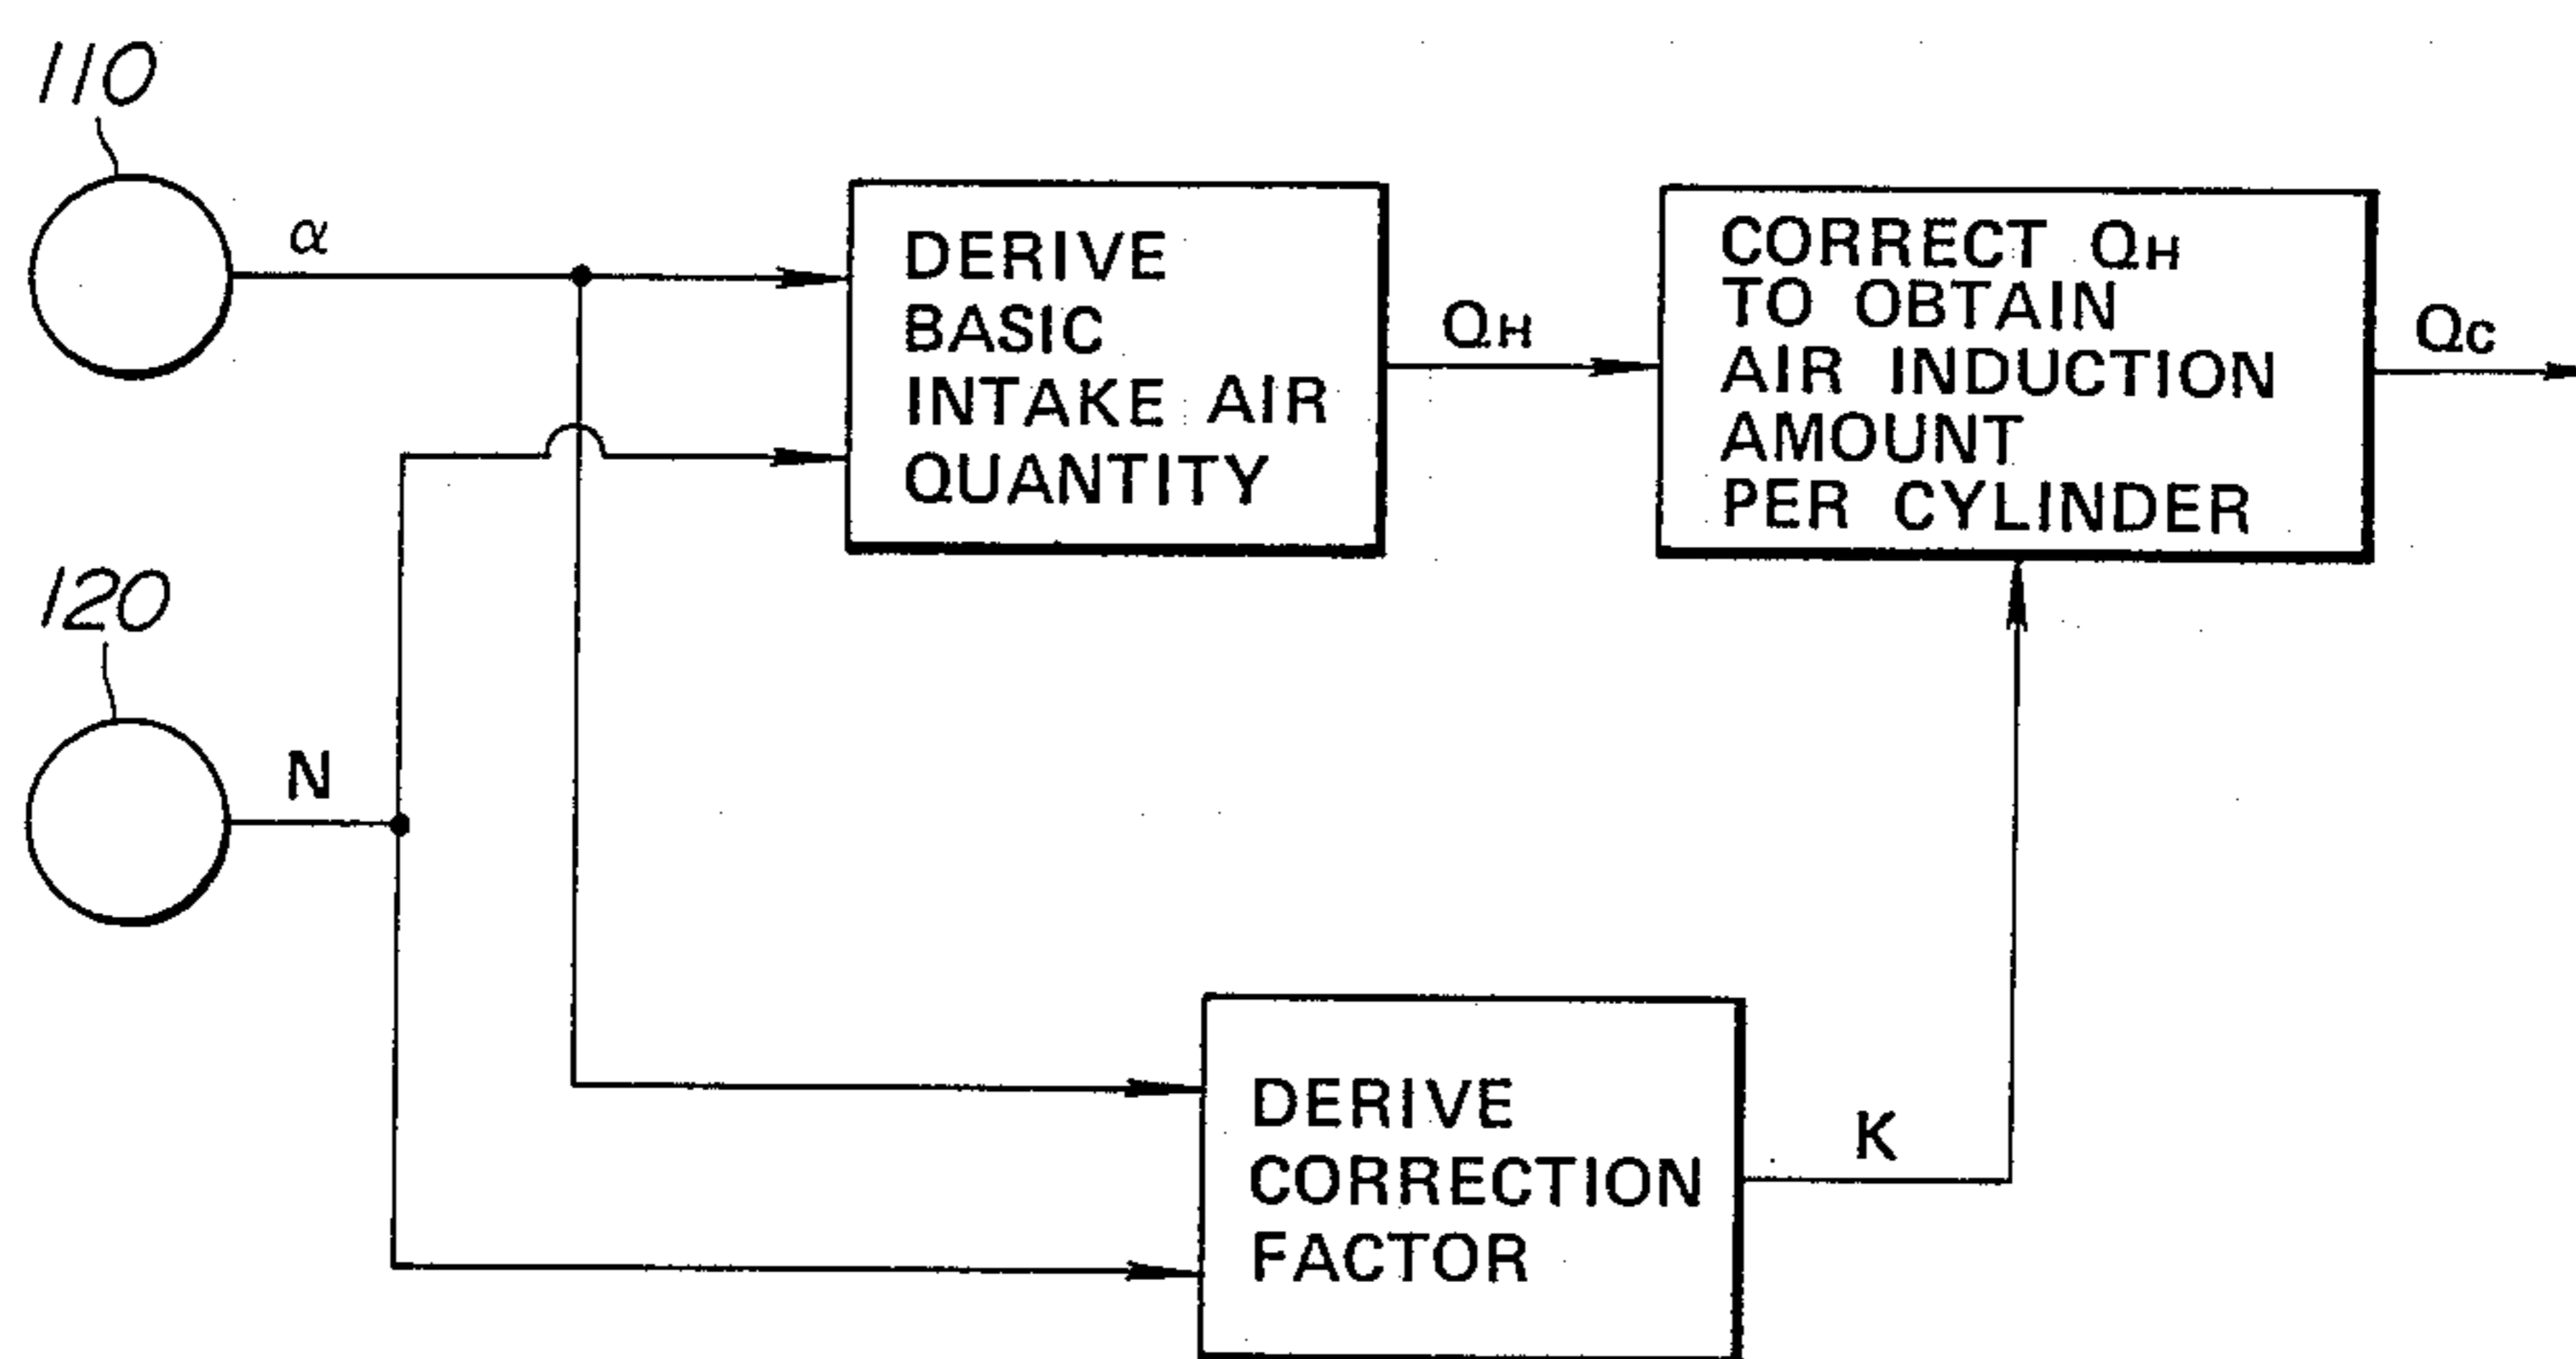 110
α
DERIVE
BASIC
INTAKE AIR
QUANTITY
QH
CORRECT QH
TO OBTAIN
AIR INDUCTION
AMOUNT
PER CYLINDER
Qc
120
N
DERIVE
CORRECTION
FACTOR
K